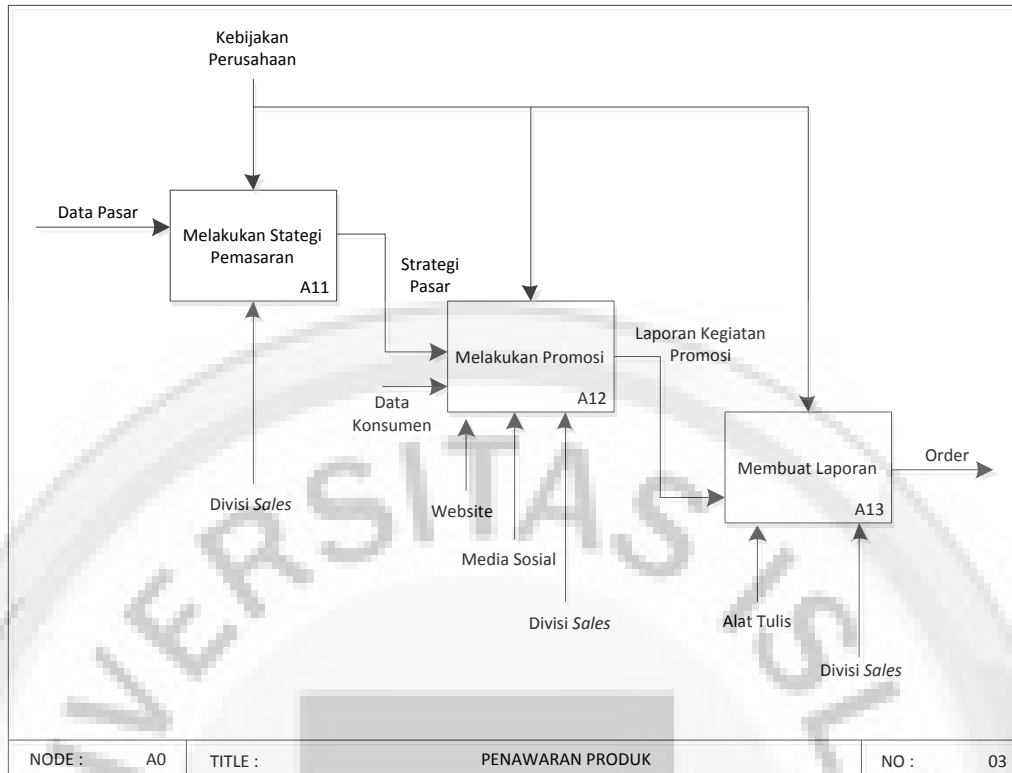 Kebijakan
Perusahaan
Data Pasar
Melakukan Stategi
Pemasaran
A11
Strategi
Pasar
Melakukan Promosi
A12
Laporan Kegiatan
Promosi
Data
Konsumen
Membuat Laporan
A13
Order
Divisi Sales
Website
Media Sosial
Divisi Sales
Alat Tulis
Divisi Sales
NODE : A0 TITLE : PENAWARAN PRODUK NO : 03